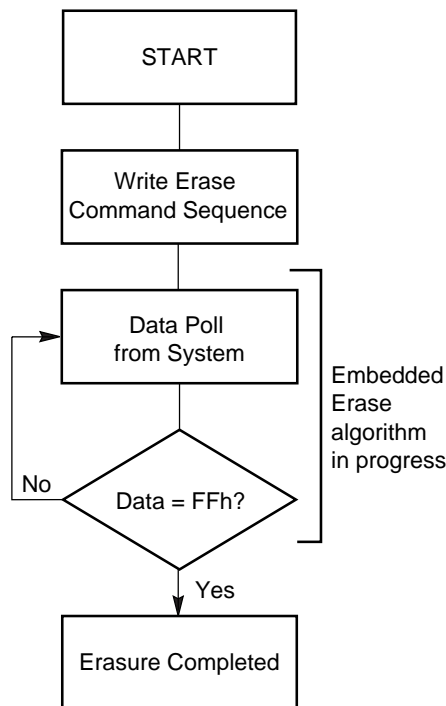 START
Write Erase
Command Sequence
Data Poll
from System
Embedded
Erase
algorithm
in progress
No
Data = FFh?
Yes
Erasure Completed